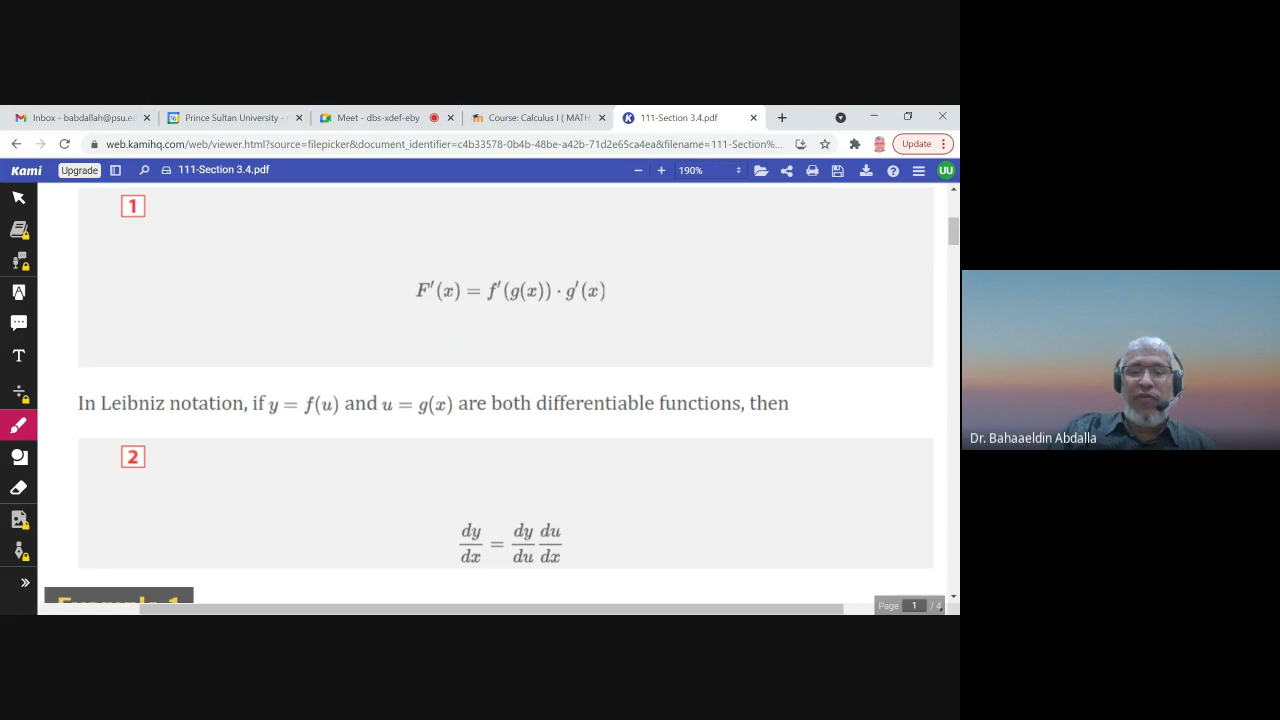 Inbox - babdallah@psu.e
Prince Sultan University -
Meet - dbs-xdef-eby
Course: Calculus I ( MATH
111-Section 3.4.pdf
web.kamihq.com/web/viewer.html?source=filepicker&document_identifier=c4b33578-0b4b-48be-a42b-71d2e65ca4ea&filename=111-Section%...
Update
Kami
Upgrade
111-Section 3.4.pdf
190%
UU
1
F′(x) = f′(g(x)) · g′(x)
In Leibniz notation, if y = f(u) and u = g(x) are both differentiable functions, then
2
dy/dx = dy/du du/dx
Example 1
Page 1 / 4
Dr. Bahaaeldin Abdalla